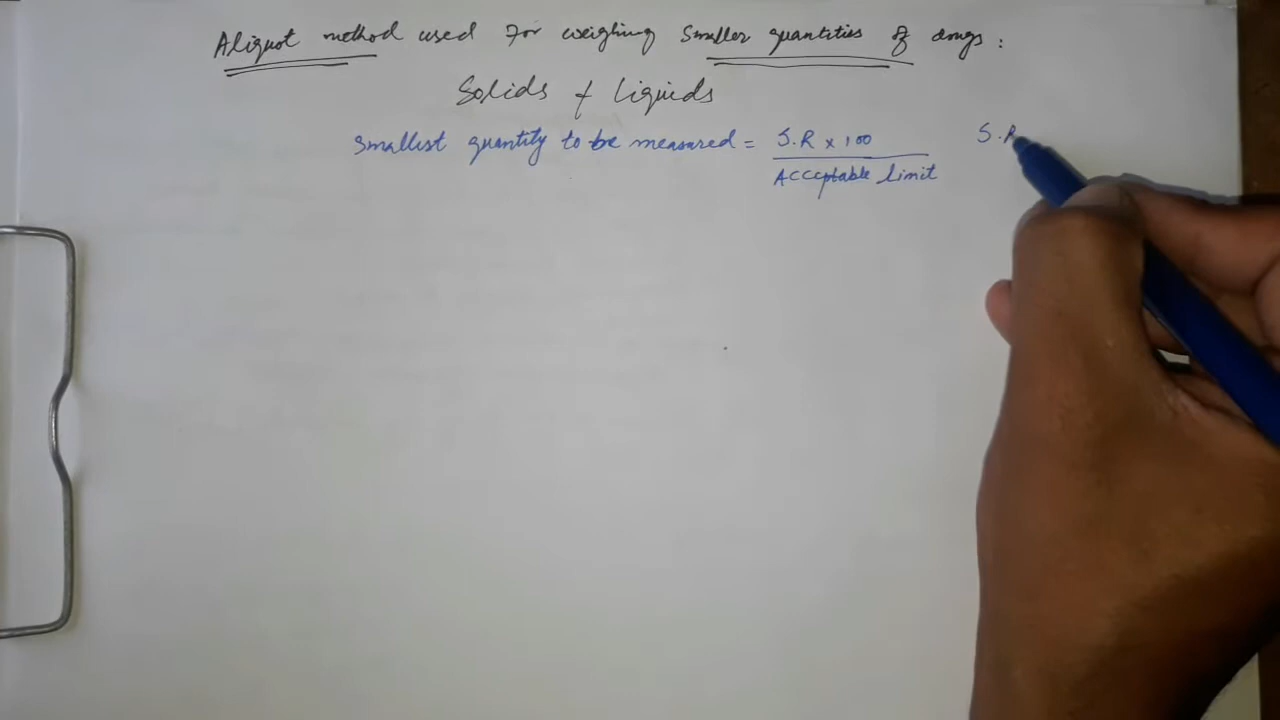 Aliquot method used For weighing Smaller quantities of drugs :
Solids + Liquids
Smallest quantity to be measured = S.R x 100
Acceptable limit
S.R